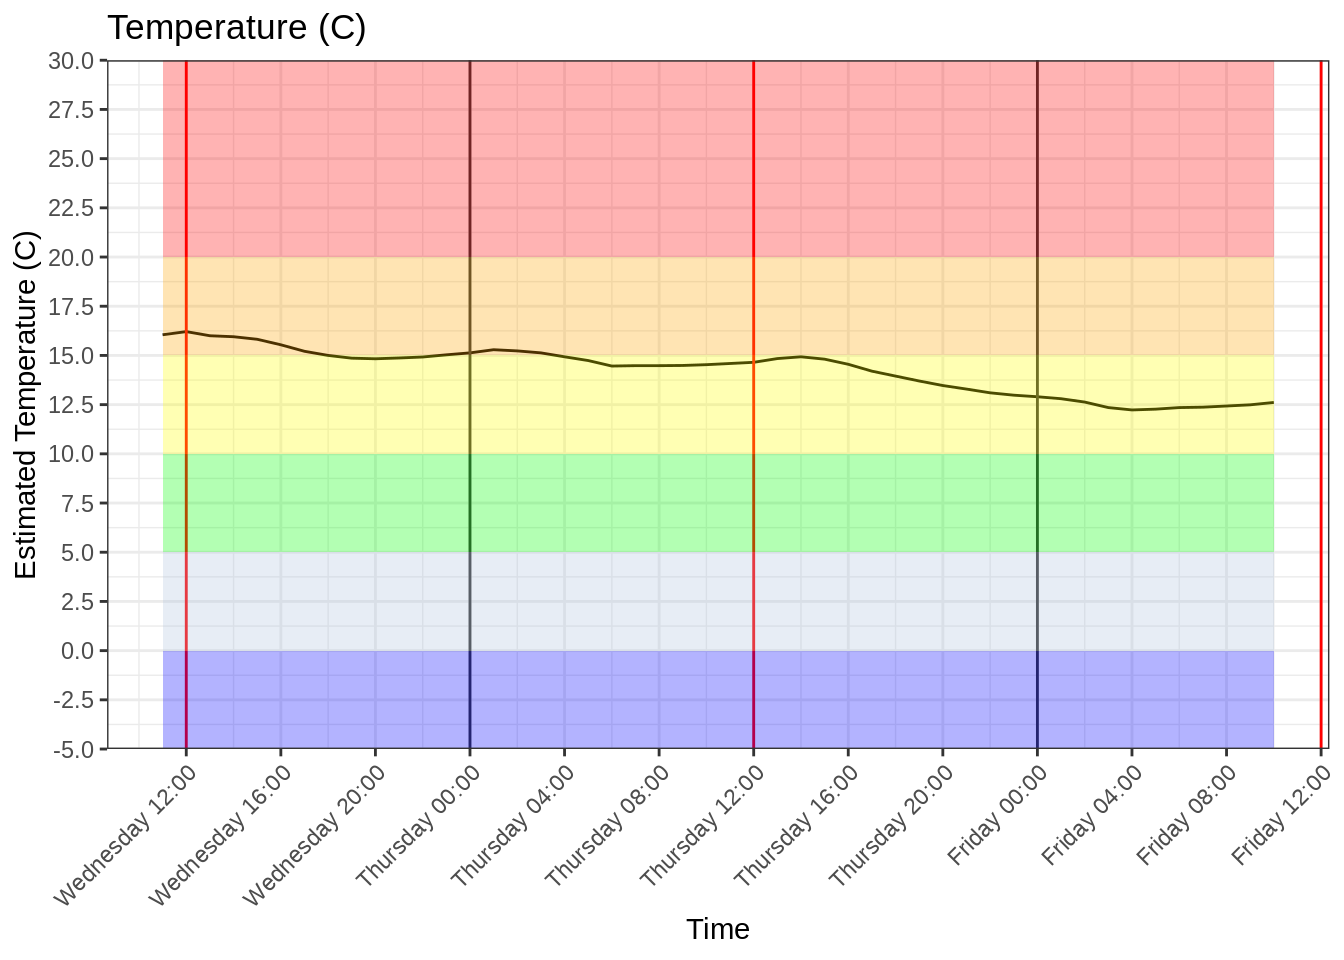 Temperature (C)
30.0
27.5
25.0
22.5
20.0
17.5
15.0
12.5
10.0
7.5
5.0
2.5
0.0
-2.5
-5.0
Estimated Temperature (C)
Wednesday 12:00
Wednesday 16:00
Wednesday 20:00
Thursday 00:00
Thursday 04:00
Thursday 08:00
Thursday 12:00
Thursday 16:00
Thursday 20:00
Friday 00:00
Friday 04:00
Friday 08:00
Friday 12:00
Time